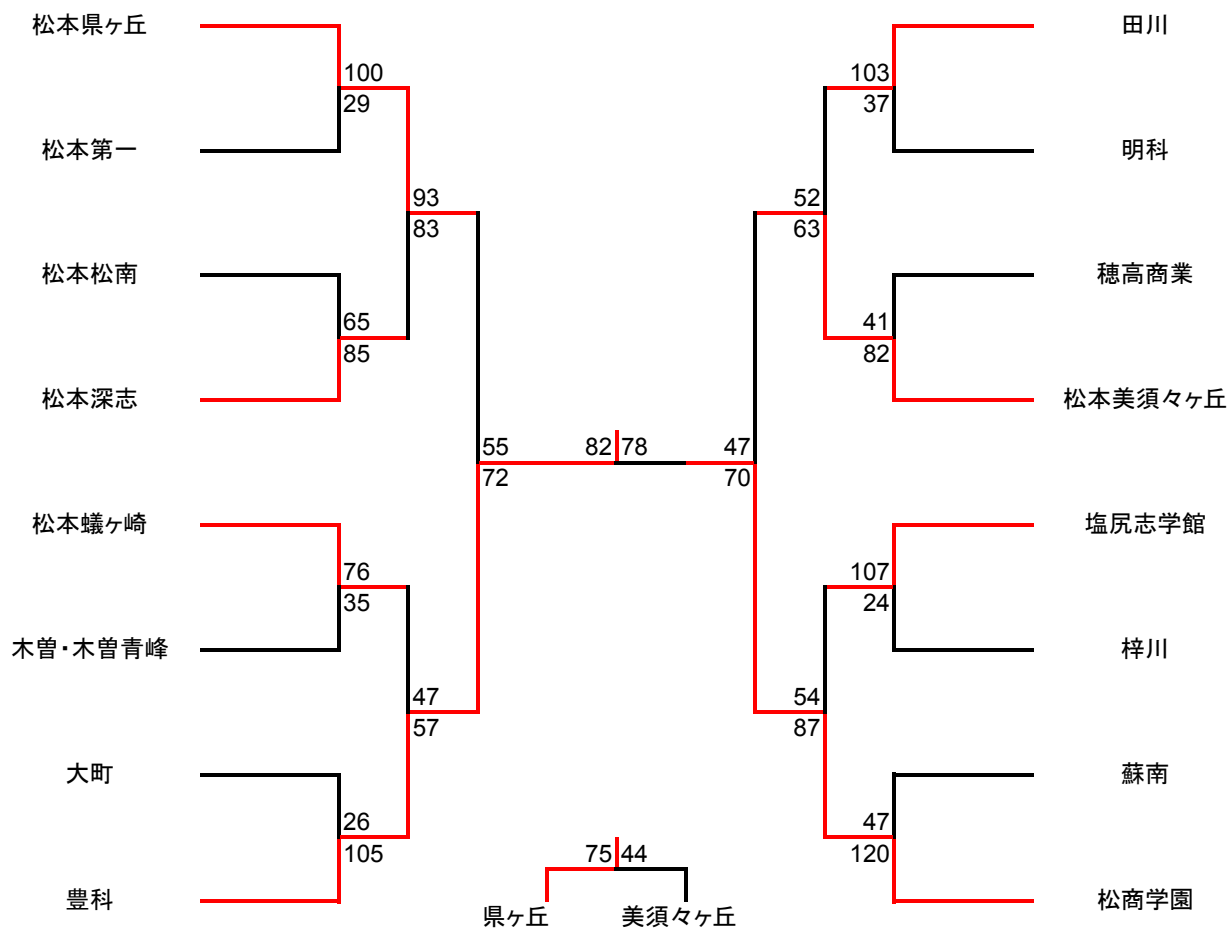 松本県ヶ丘
田川
100
103
29
37
松本第一
明科
93
52
83
63
松本松南
穂高商業
65
41
85
82
松本深志
松本美須々ヶ丘
55
82 78
47
72
70
松本蟻ヶ崎
塩尻志学館
76
107
35
24
木曽・木曽青峰
梓川
47
54
57
87
大町
蘇南
26
47
105
75 44
120
豊科
県ヶ丘
美須々ヶ丘
松商学園